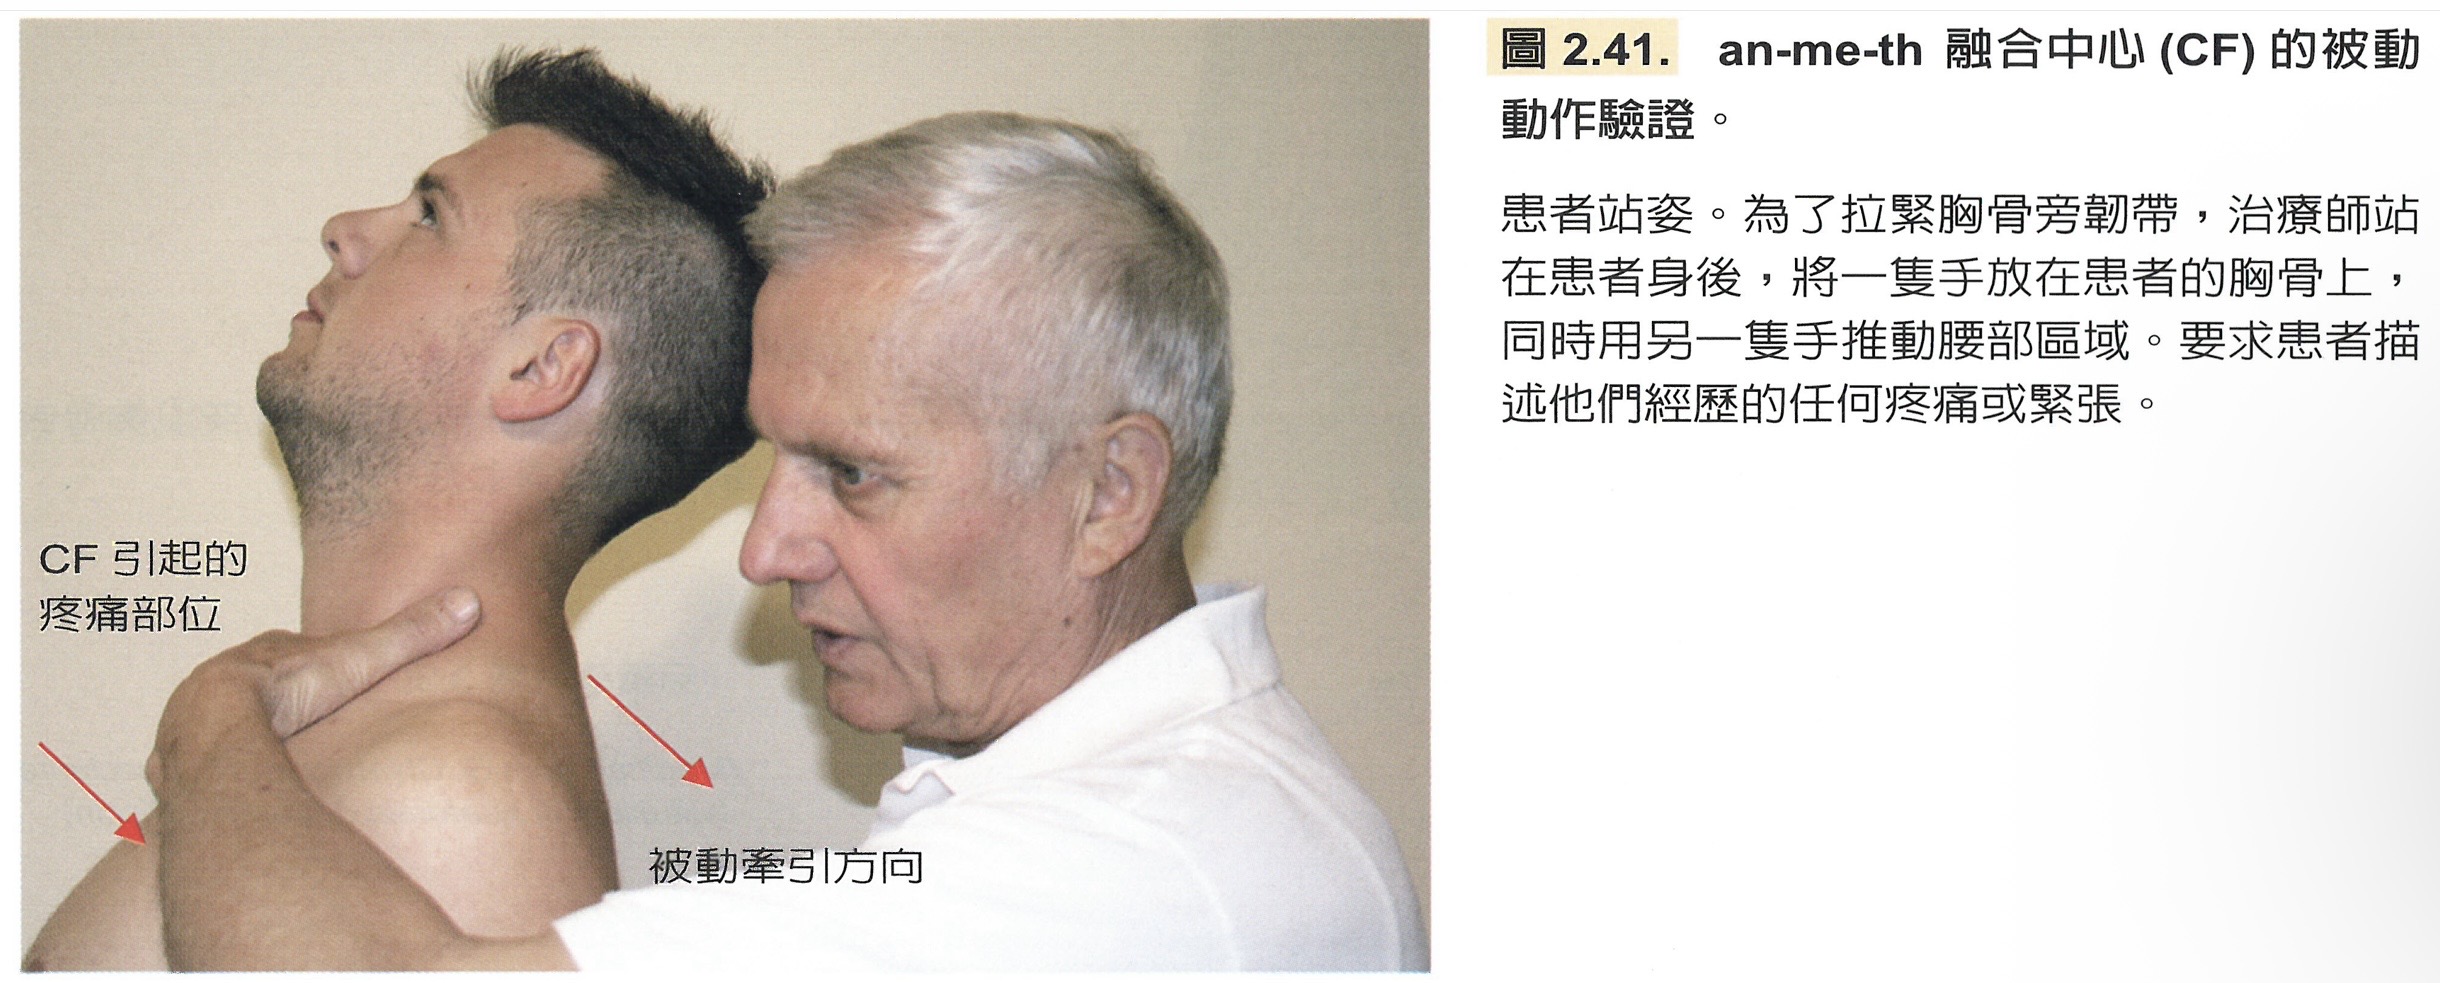 CF 引起的
疼痛部位
被動牽引方向
圖 2.41. an-me-th 融合中心 (CF) 的被動
動作驗證。
患者站姿。為了拉緊胸骨旁韌帶，治療師站
在患者身後，將一隻手放在患者的胸骨上，
同時用另一隻手推動腰部區域。要求患者描
述他們經歷的任何疼痛或緊張。